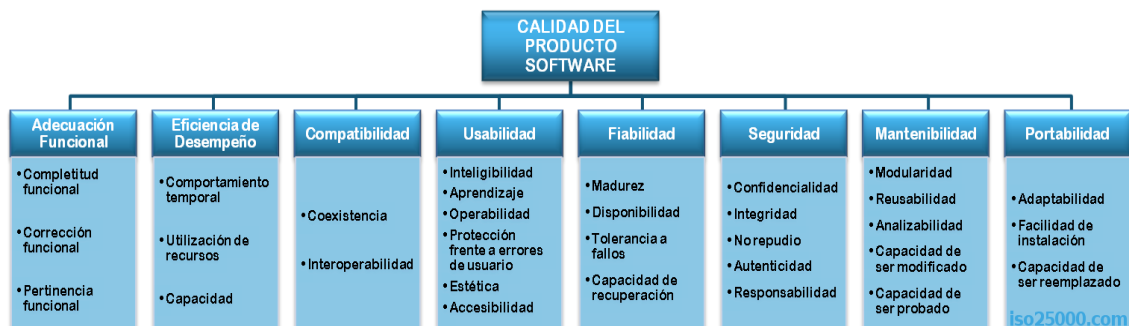 CALIDAD DEL
PRODUCTO
SOFTWARE
Adecuación
Funcional
• Completitud
funcional
• Corrección
funcional
• Pertinencia
funcional
Eficiencia de
Desempeño
• Comportamiento
temporal
• Utilización de
recursos
• Capacidad
Compatibilidad
• Coexistencia
• Interoperabilidad
Usabilidad
• Inteligibilidad
• Aprendizaje
• Operabilidad
• Protección
frente a errores
de usuario
• Estética
• Accesibilidad
Fiabilidad
• Madurez
• Disponibilidad
• Tolerancia a
fallos
• Capacidad de
recuperación
Seguridad
• Confidencialidad
• Integridad
• No repudio
• Autenticidad
• Responsabilidad
Mantenibilidad
• Modularidad
• Reusabilidad
• Analizabilidad
• Capacidad de
ser modificado
• Capacidad de
ser probado
Portabilidad
• Adaptabilidad
• Facilidad de
instalación
• Capacidad de
ser reemplazado
iso25000.com